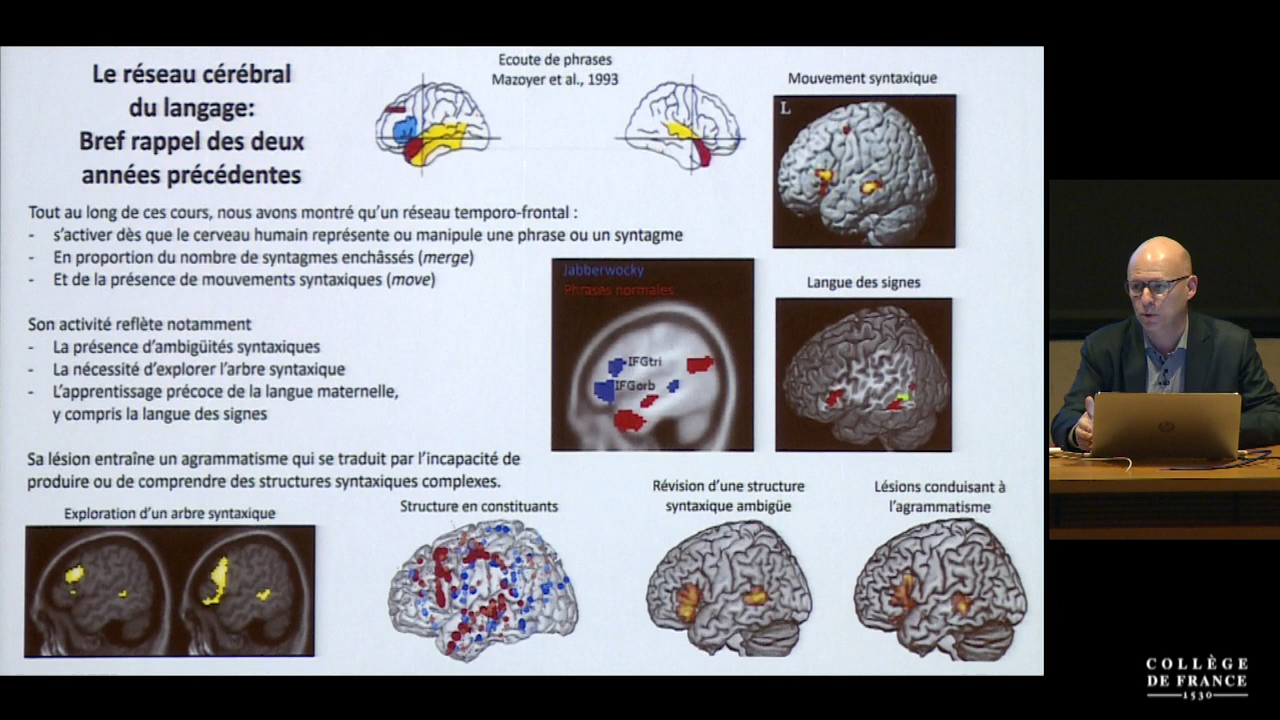 Le réseau cérébral
du langage:
Bref rappel des deux
années précédentes
Ecoute de phrases
Mazoyer et al., 1993
Mouvement syntaxique
L
Tout au long de ces cours, nous avons montré qu'un réseau temporo-frontal :
- s'activer dès que le cerveau humain représente ou manipule une phrase ou un syntagme
- En proportion du nombre de syntagmes enchâssés (merge)
- Et de la présence de mouvements syntaxiques (move)
Jabberwocky
Phrases normales
IFGtri
IFGorb
Langue des signes
Son activité reflète notamment
- La présence d'ambigüités syntaxiques
- La nécessité d'explorer l'arbre syntaxique
- L'apprentissage précoce de la langue maternelle,
y compris la langue des signes
Sa lésion entraîne un agrammatisme qui se traduit par l'incapacité de
produire ou de comprendre des structures syntaxiques complexes.
Exploration d'un arbre syntaxique
Structure en constituants
Révision d'une structure
syntaxique ambigüe
Lésions conduisant à
l'agrammatisme
COLLÈGE
DE FRANCE
1530